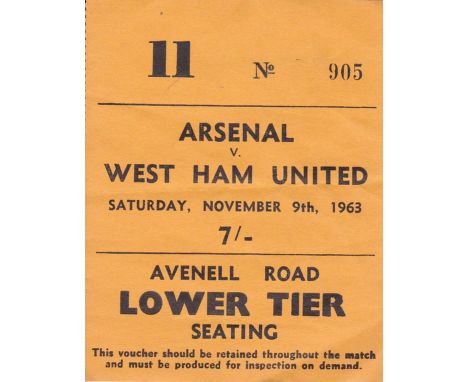 11 Nº 905
ARSENAL
V.
WEST HAM UNITED
SATURDAY, NOVEMBER 9th, 1963
7/-
AVENELL ROAD
LOWER TIER
SEATING
This voucher should be retained throughout the match
and must be produced for inspection on demand.